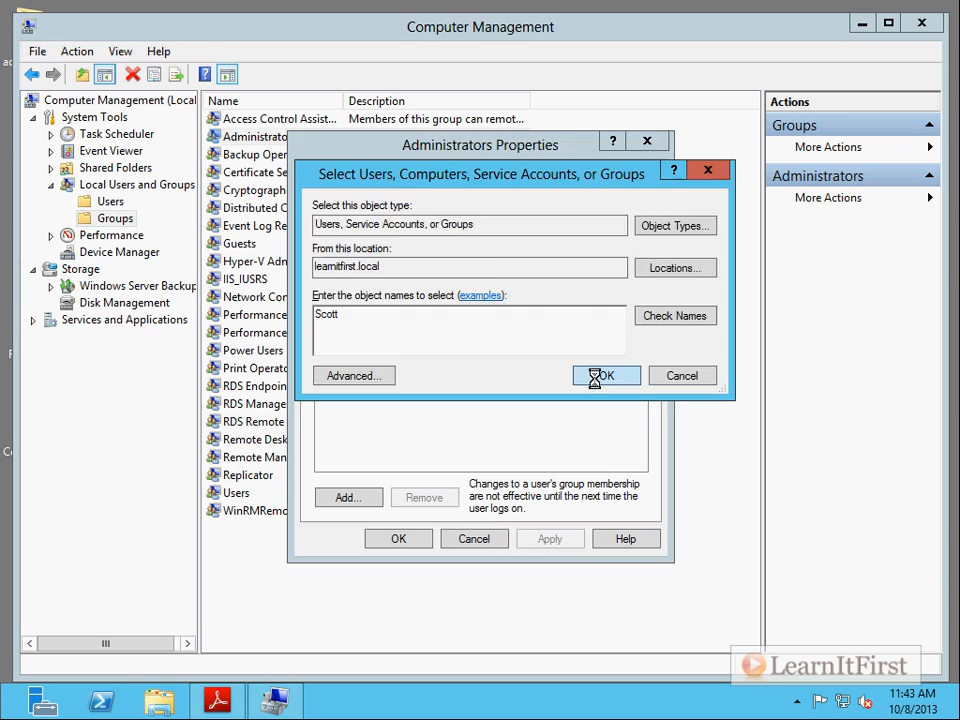 Computer Management
File Action View Help
Computer Management (Local
System Tools
Task Scheduler
Event Viewer
Shared Folders
Local Users and Groups
Users
Groups
Performance
Device Manager
Storage
Windows Server Backup
Disk Management
Services and Applications
Name Description
Access Control Assist... Members of this group can remot...
Administrato
Backup Oper
Certificate Se
Cryptograph
Distributed C
Event Log Re
Guests
Hyper-V Adn
IIS_IUSRS
Network Con
Performance
Performance
Power Users
Print Operato
RDS Endpoin
RDS Manage
RDS Remote
Remote Desk
Remote Man
Replicator
Users
WinRMRemo
Administrators Properties
Select Users, Computers, Service Accounts, or Groups
Select this object type:
Users, Service Accounts, or Groups
Object Types...
From this location:
learnitfirst.local
Locations...
Enter the object names to select (examples):
Scott
Check Names
Advanced... OK Cancel
Add... Remove
Changes to a user's group membership
are not effective until the next time the
user logs on.
OK Cancel Apply Help
Actions
Groups
More Actions
Administrators
More Actions
LearnItFirst
11:43 AM
10/8/2013